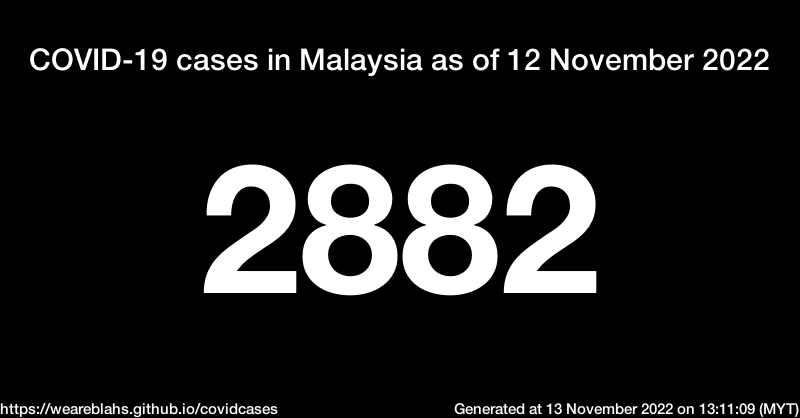 COVID-19 cases in Malaysia as of 12 November 2022
2882
https://weareblahs.github.io/covidcases
Generated at 13 November 2022 on 13:11:09 (MYT)